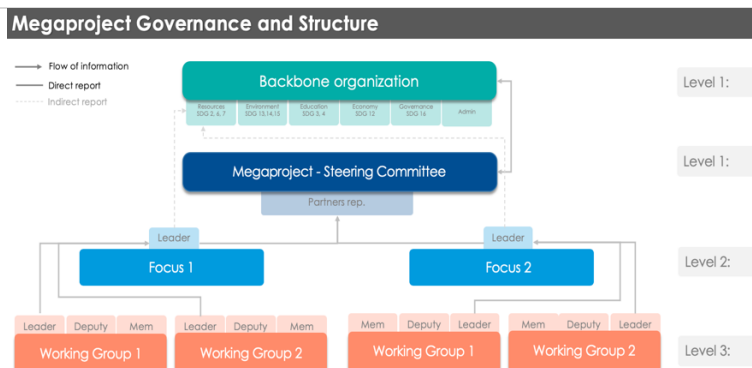 Megaproject Governance and Structure
Flow of information
Direct report
Indirect report
Backbone organization
Level 1:
Resources
SDG 2, 6, 7
Environment
SDG 13,14,15
Education
SDG 3, 4
Economy
SDG 12
Governance
SDG 16
Admin
Megaproject - Steering Committee
Level 1:
Partners rep.
Leader
Leader
Focus 1
Focus 2
Level 2:
Leader Deputy Mem
Leader Deputy Mem
Mem Deputy Leader
Mem Deputy Leader
Working Group 1
Working Group 2
Working Group 1
Working Group 2
Level 3: